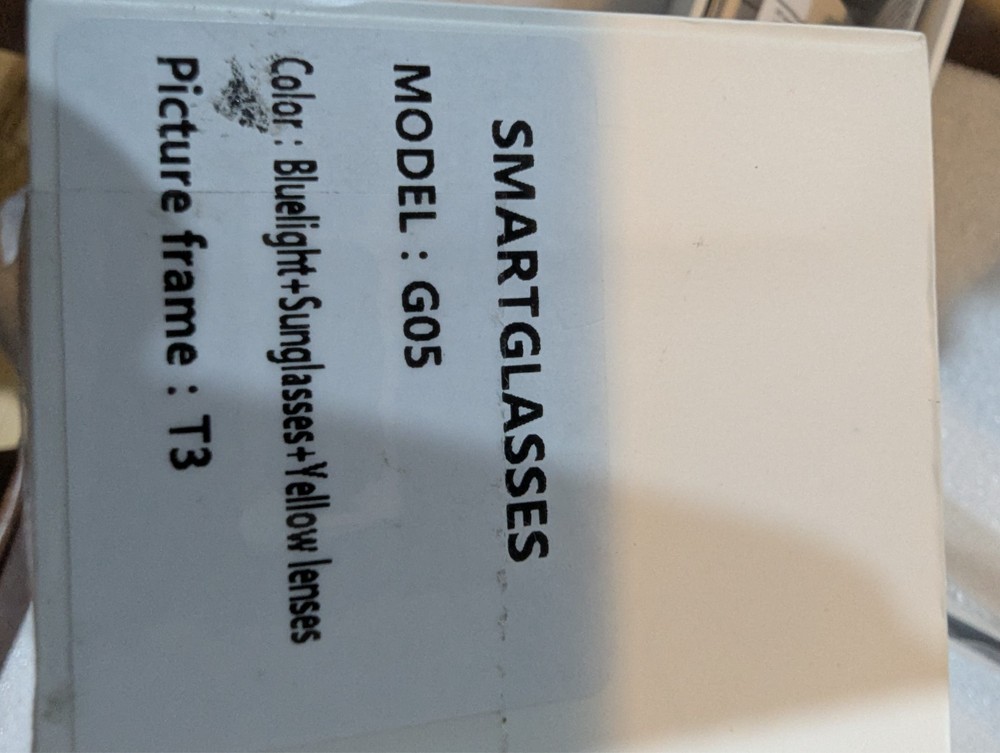 SMARTGLASSES
MODEL : G05
Color : Bluelight+Sunglasses+Yellow lenses
Picture frame : T3